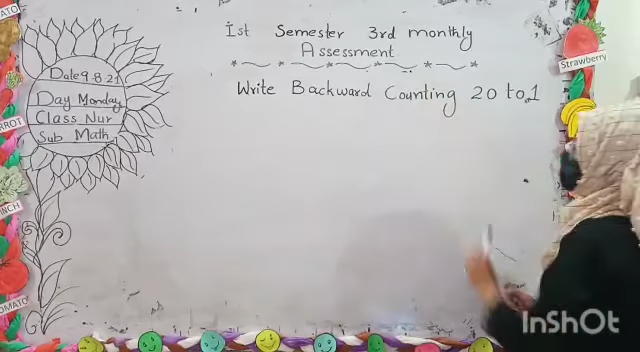 Ist Semester 3rd monthly
Assessment
Write Backward Counting 20 to 1
Date 9.8.21
Day Monday
Class Nur
Sub Math
Strawberry
InShOt